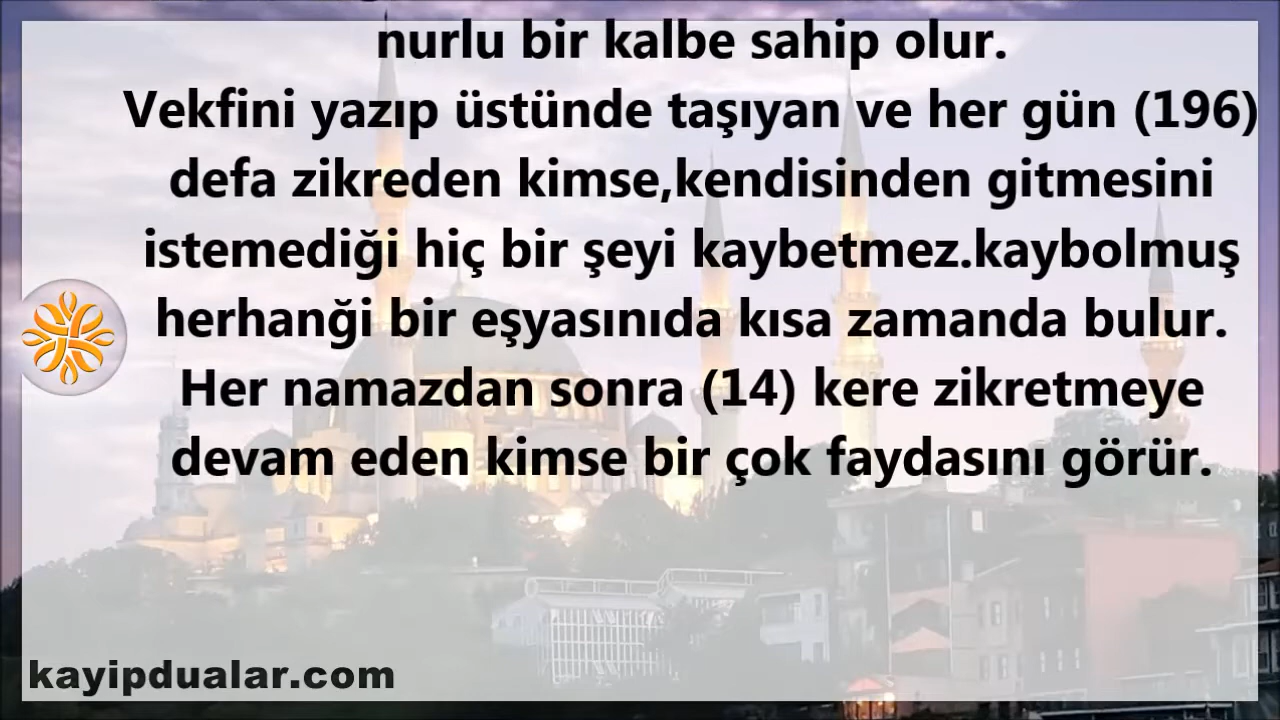 nurlu bir kalbe sahip olur.
Vekfini yazıp üstünde taşıyan ve her gün (196)
defa zikreden kimse,kendisinden gitmesini
istemediği hiç bir şeyi kaybetmez.kaybolmuş
herhanği bir eşyasınıda kısa zamanda bulur.
Her namazdan sonra (14) kere zikretmeye
devam eden kimse bir çok faydasını görür.
kayipdualar.com